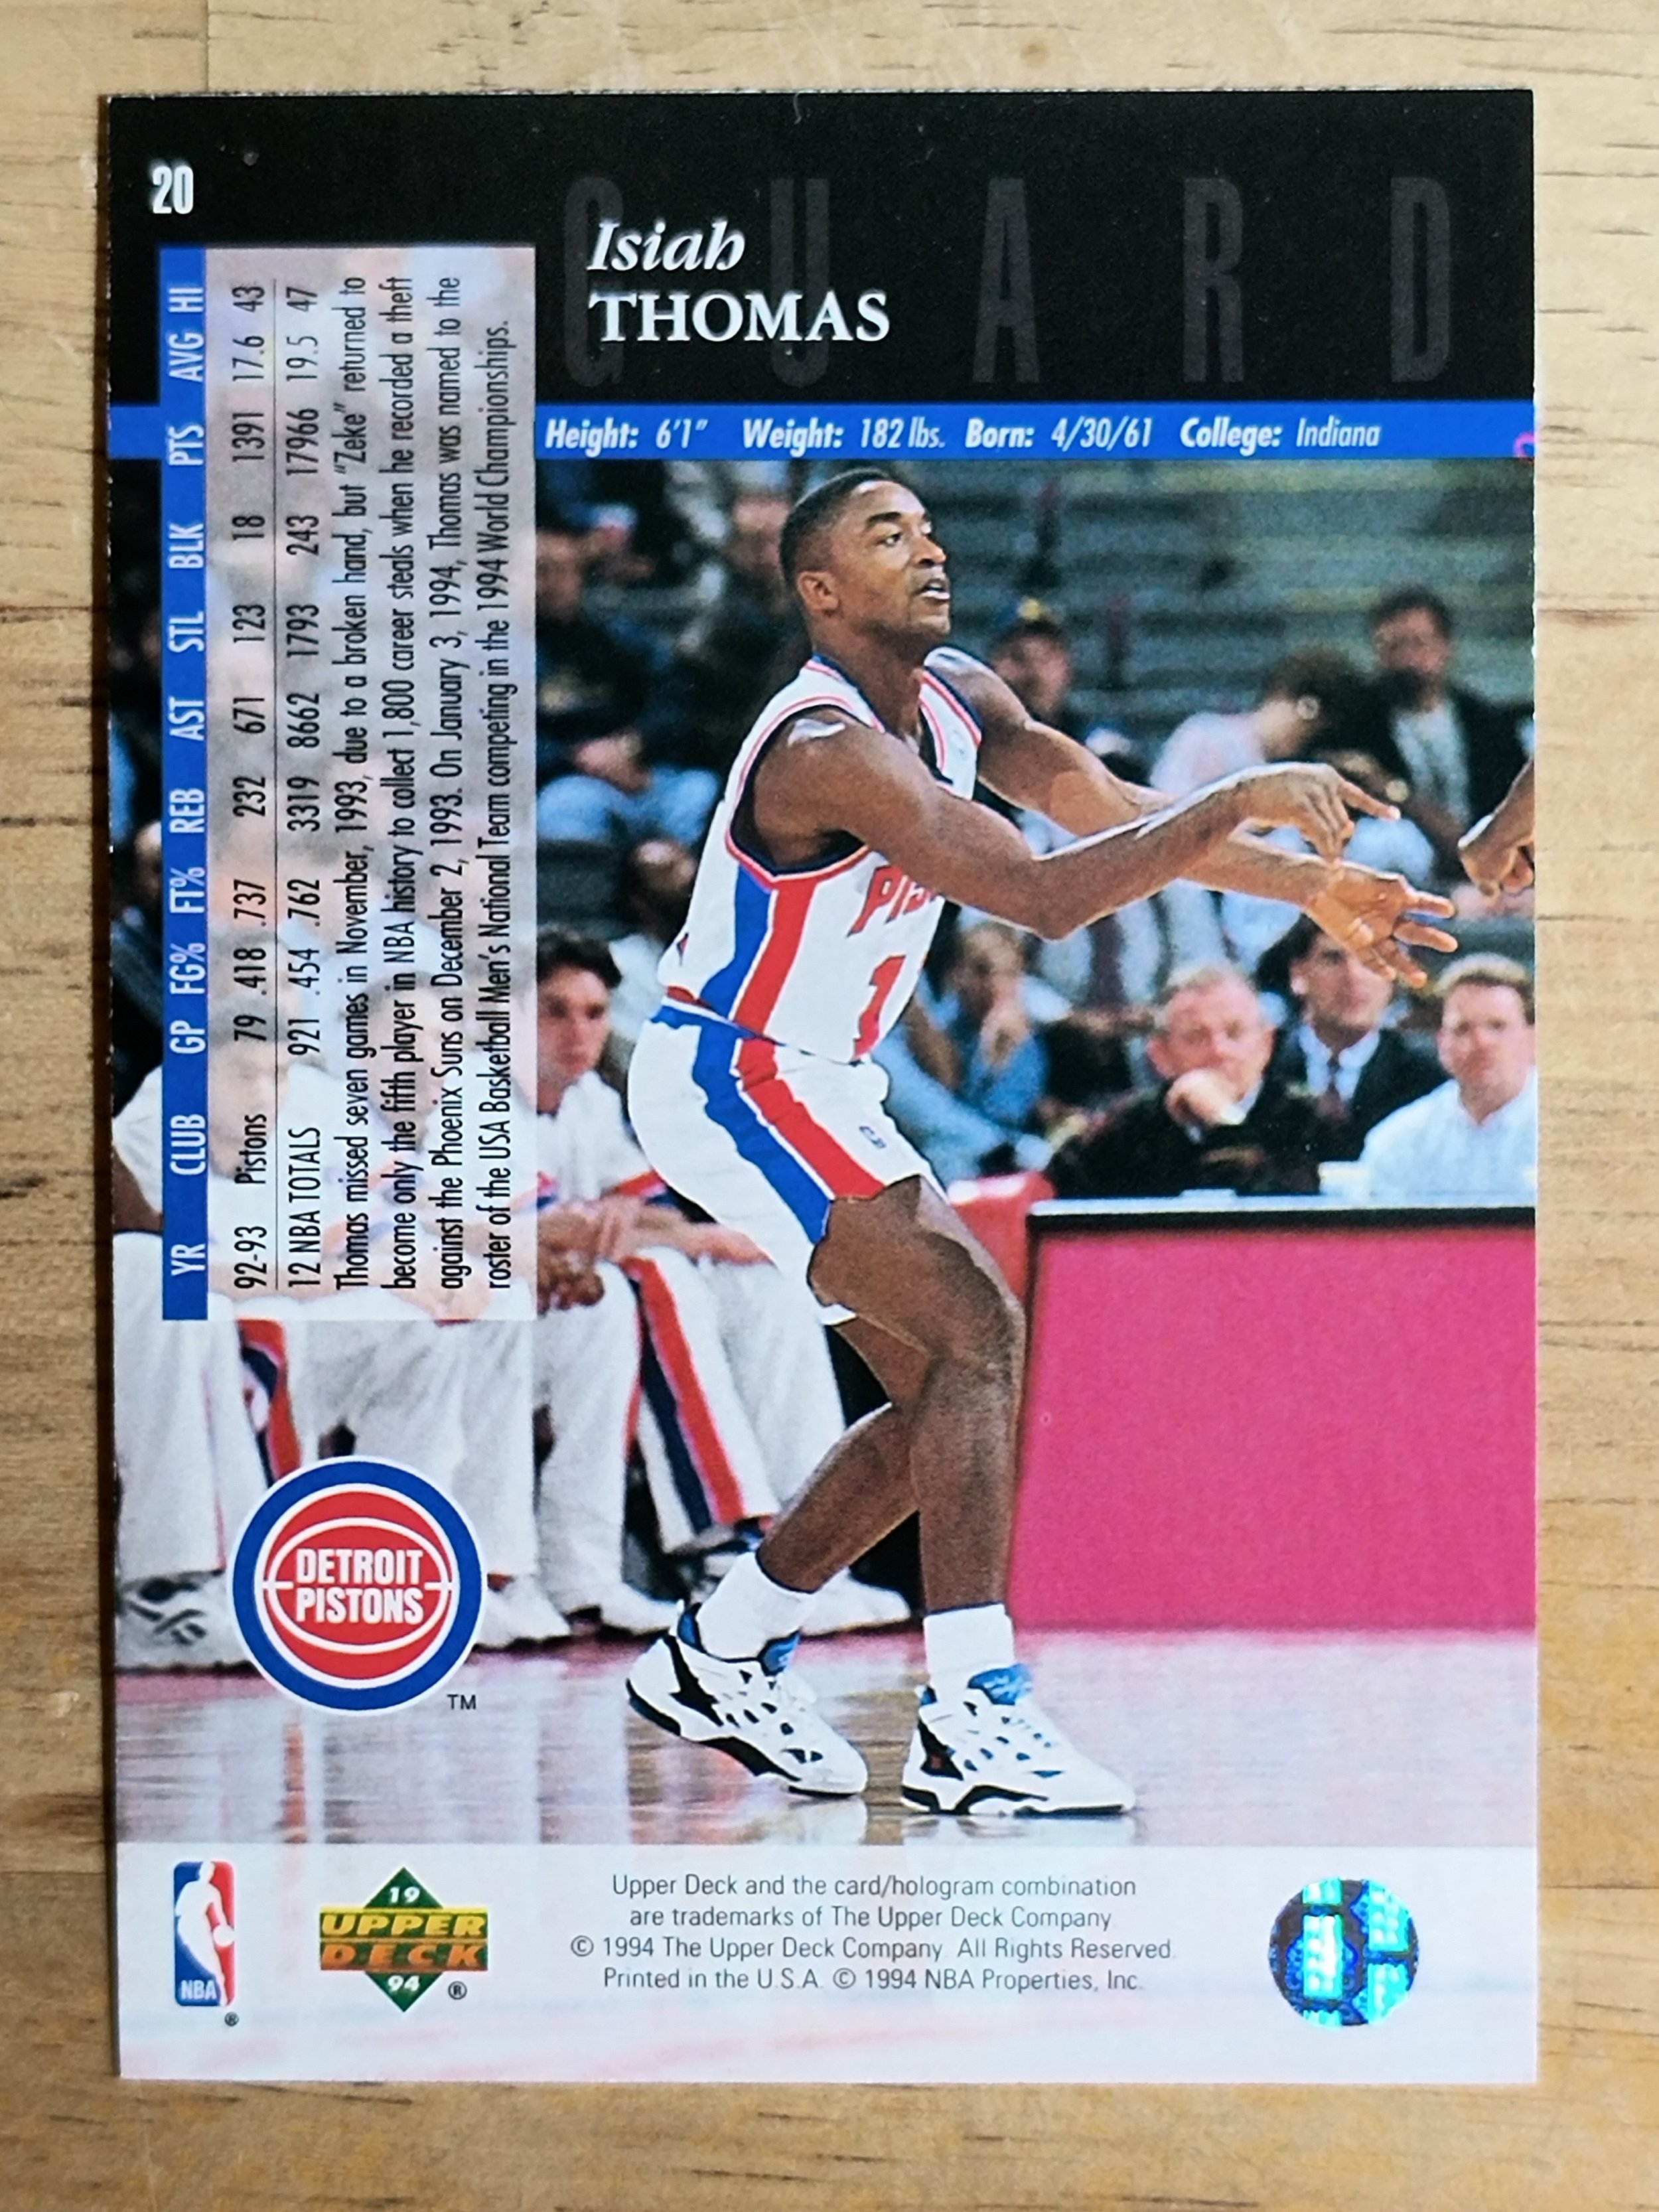 20
GUARD
Isiah
THOMAS
Height: 6'1" Weight: 182 lbs. Born: 4/30/61 College: Indiana
YR CLUB GP FG% FT% REB AST STL BLK PTS AVG HI
92-93 Pistons 79 .418 .737 232 671 123 18 1391 17.6 43
12 NBA TOTALS 921 .454 .762 3319 8662 1793 243 17966 19.5 47
Thomas missed seven games in November, 1993, due to a broken hand, but "Zeke" returned to
become only the fifth player in NBA history to collect 1,800 career steals when he recorded a theft
against the Phoenix Suns on December 2, 1993. On January 3, 1994, Thomas was named to the
roster of the USA Basketball Men's National Team competing in the 1994 World Championships.
PIS
1
DETROIT
PISTONS
TM
NBA
®
19
UPPER
DECK
94
®
Upper Deck and the card/hologram combination
are trademarks of The Upper Deck Company
© 1994 The Upper Deck Company. All Rights Reserved.
Printed in the U.S.A. © 1994 NBA Properties, Inc.